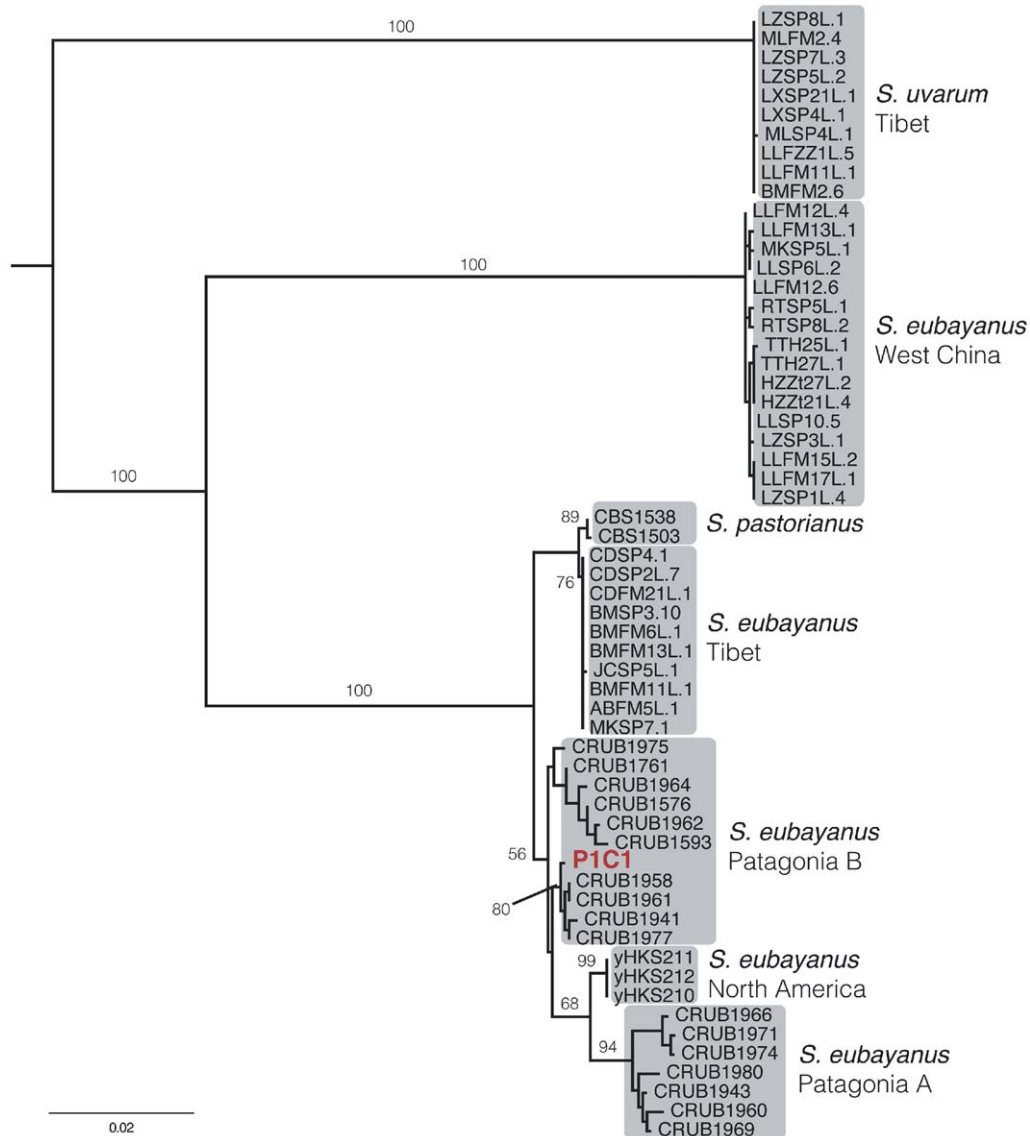 100
LZSP8L.1
MLFM2.4
LZSP7L.3
LZSP5L.2
LXSP21L.1
LXSP4L.1
MLSP4L.1
LLFZZ1L.5
LLFM11L.1
BMFM2.6
S. uvarum
Tibet
100
LLFM12L.4
LLFM13L.1
MKSP5L.1
LLSP6L.2
LLFM12.6
RTSP5L.1
RTSP8L.2
TTH25L.1
TTH27L.1
HZZt27L.2
HZZt21L.4
LLSP10.5
LZSP3L.1
LLFM15L.2
LLFM17L.1
LZSP1L.4
S. eubayanus
West China
100
89
CBS1538
CBS1503
S. pastorianus
76
CDSP4.1
CDSP2L.7
CDFM21L.1
BMSP3.10
BMFM6L.1
BMFM13L.1
JCSP5L.1
BMFM11L.1
ABFM5L.1
MKSP7.1
S. eubayanus
Tibet
100
56
CRUB1975
CRUB1761
CRUB1964
CRUB1576
CRUB1962
CRUB1593
P1C1
CRUB1958
CRUB1961
CRUB1941
CRUB1977
S. eubayanus
Patagonia B
80
99
yHKS211
yHKS212
yHKS210
S. eubayanus
North America
68
94
CRUB1966
CRUB1971
CRUB1974
CRUB1980
CRUB1943
CRUB1960
CRUB1969
S. eubayanus
Patagonia A
0.02